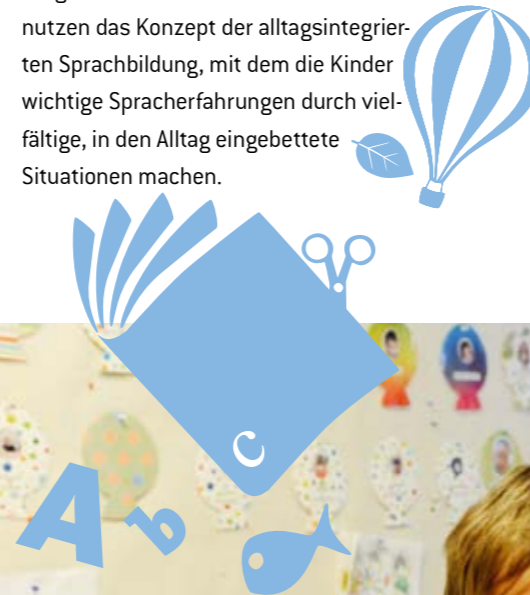 nutzen das Konzept der alltagsintegrier-
ten Sprachbildung, mit dem die Kinder
wichtige Spracherfahrungen durch viel-
fältige, in den Alltag eingebettete
Situationen machen.
C
A
b